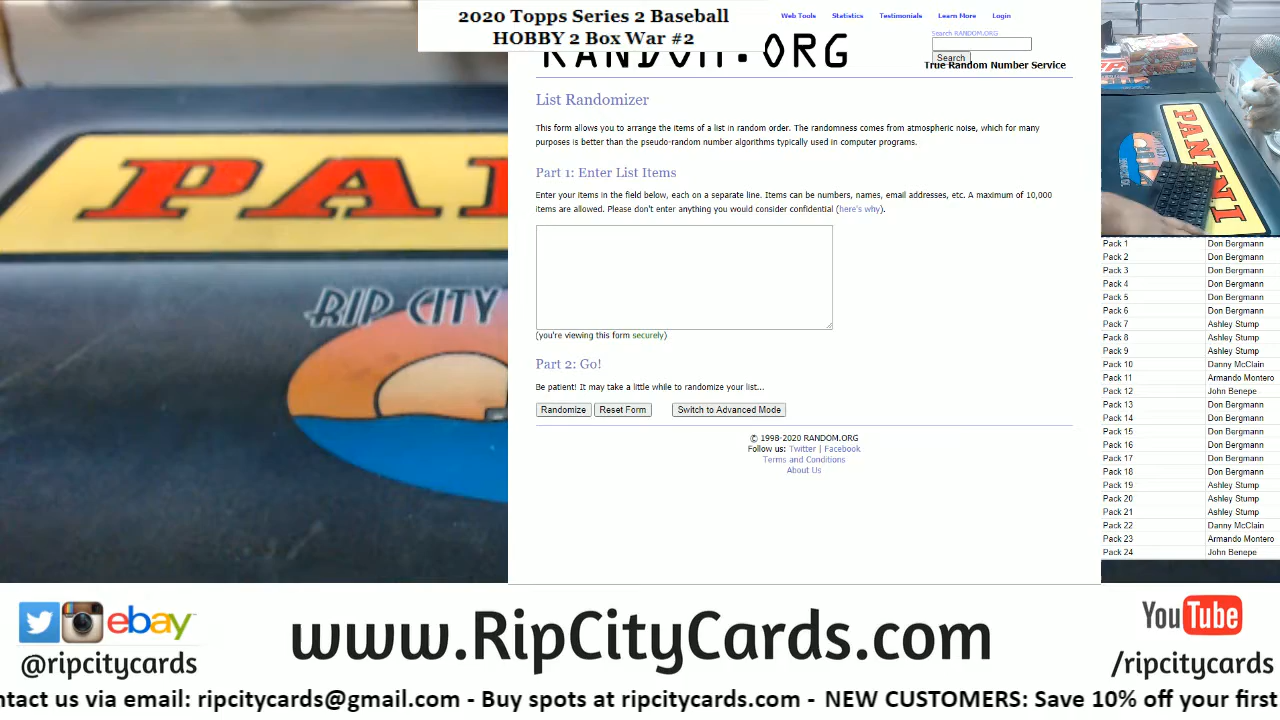 2020 Topps Series 2 Baseball
HOBBY 2 Box War #2
Web Tools Statistics Testimonials Learn More Login
Search RANDOM.ORG
RANDOM.ORG
Search
True Random Number Service
List Randomizer
This form allows you to arrange the items of a list in random order. The randomness comes from atmospheric noise, which for many
purposes is better than the pseudo-random number algorithms typically used in computer programs.
Part 1: Enter List Items
Enter your items in the field below, each on a separate line. Items can be numbers, names, email addresses, etc. A maximum of 10,000
items are allowed. Please don't enter anything you would consider confidential (here's why).
(you're viewing this form securely)
Part 2: Go!
Be patient! It may take a little while to randomize your list...
Randomize Reset Form Switch to Advanced Mode
© 1998-2020 RANDOM.ORG
Follow us: Twitter | Facebook
Terms and Conditions
About Us
PANI
RIP CITY
PANINI
Pack 1 Don Bergmann
Pack 2 Don Bergmann
Pack 3 Don Bergmann
Pack 4 Don Bergmann
Pack 5 Don Bergmann
Pack 6 Don Bergmann
Pack 7 Ashley Stump
Pack 8 Ashley Stump
Pack 9 Ashley Stump
Pack 10 Danny McClain
Pack 11 Armando Montero
Pack 12 John Benepe
Pack 13 Don Bergmann
Pack 14 Don Bergmann
Pack 15 Don Bergmann
Pack 16 Don Bergmann
Pack 17 Don Bergmann
Pack 18 Don Bergmann
Pack 19 Ashley Stump
Pack 20 Ashley Stump
Pack 21 Ashley Stump
Pack 22 Danny McClain
Pack 23 Armando Montero
Pack 24 John Benepe
ebay
@ripcitycards
www.RipCityCards.com
YouTube
/ripcitycards
ntact us via email: ripcitycards@gmail.com - Buy spots at ripcitycards.com - NEW CUSTOMERS: Save 10% off your first